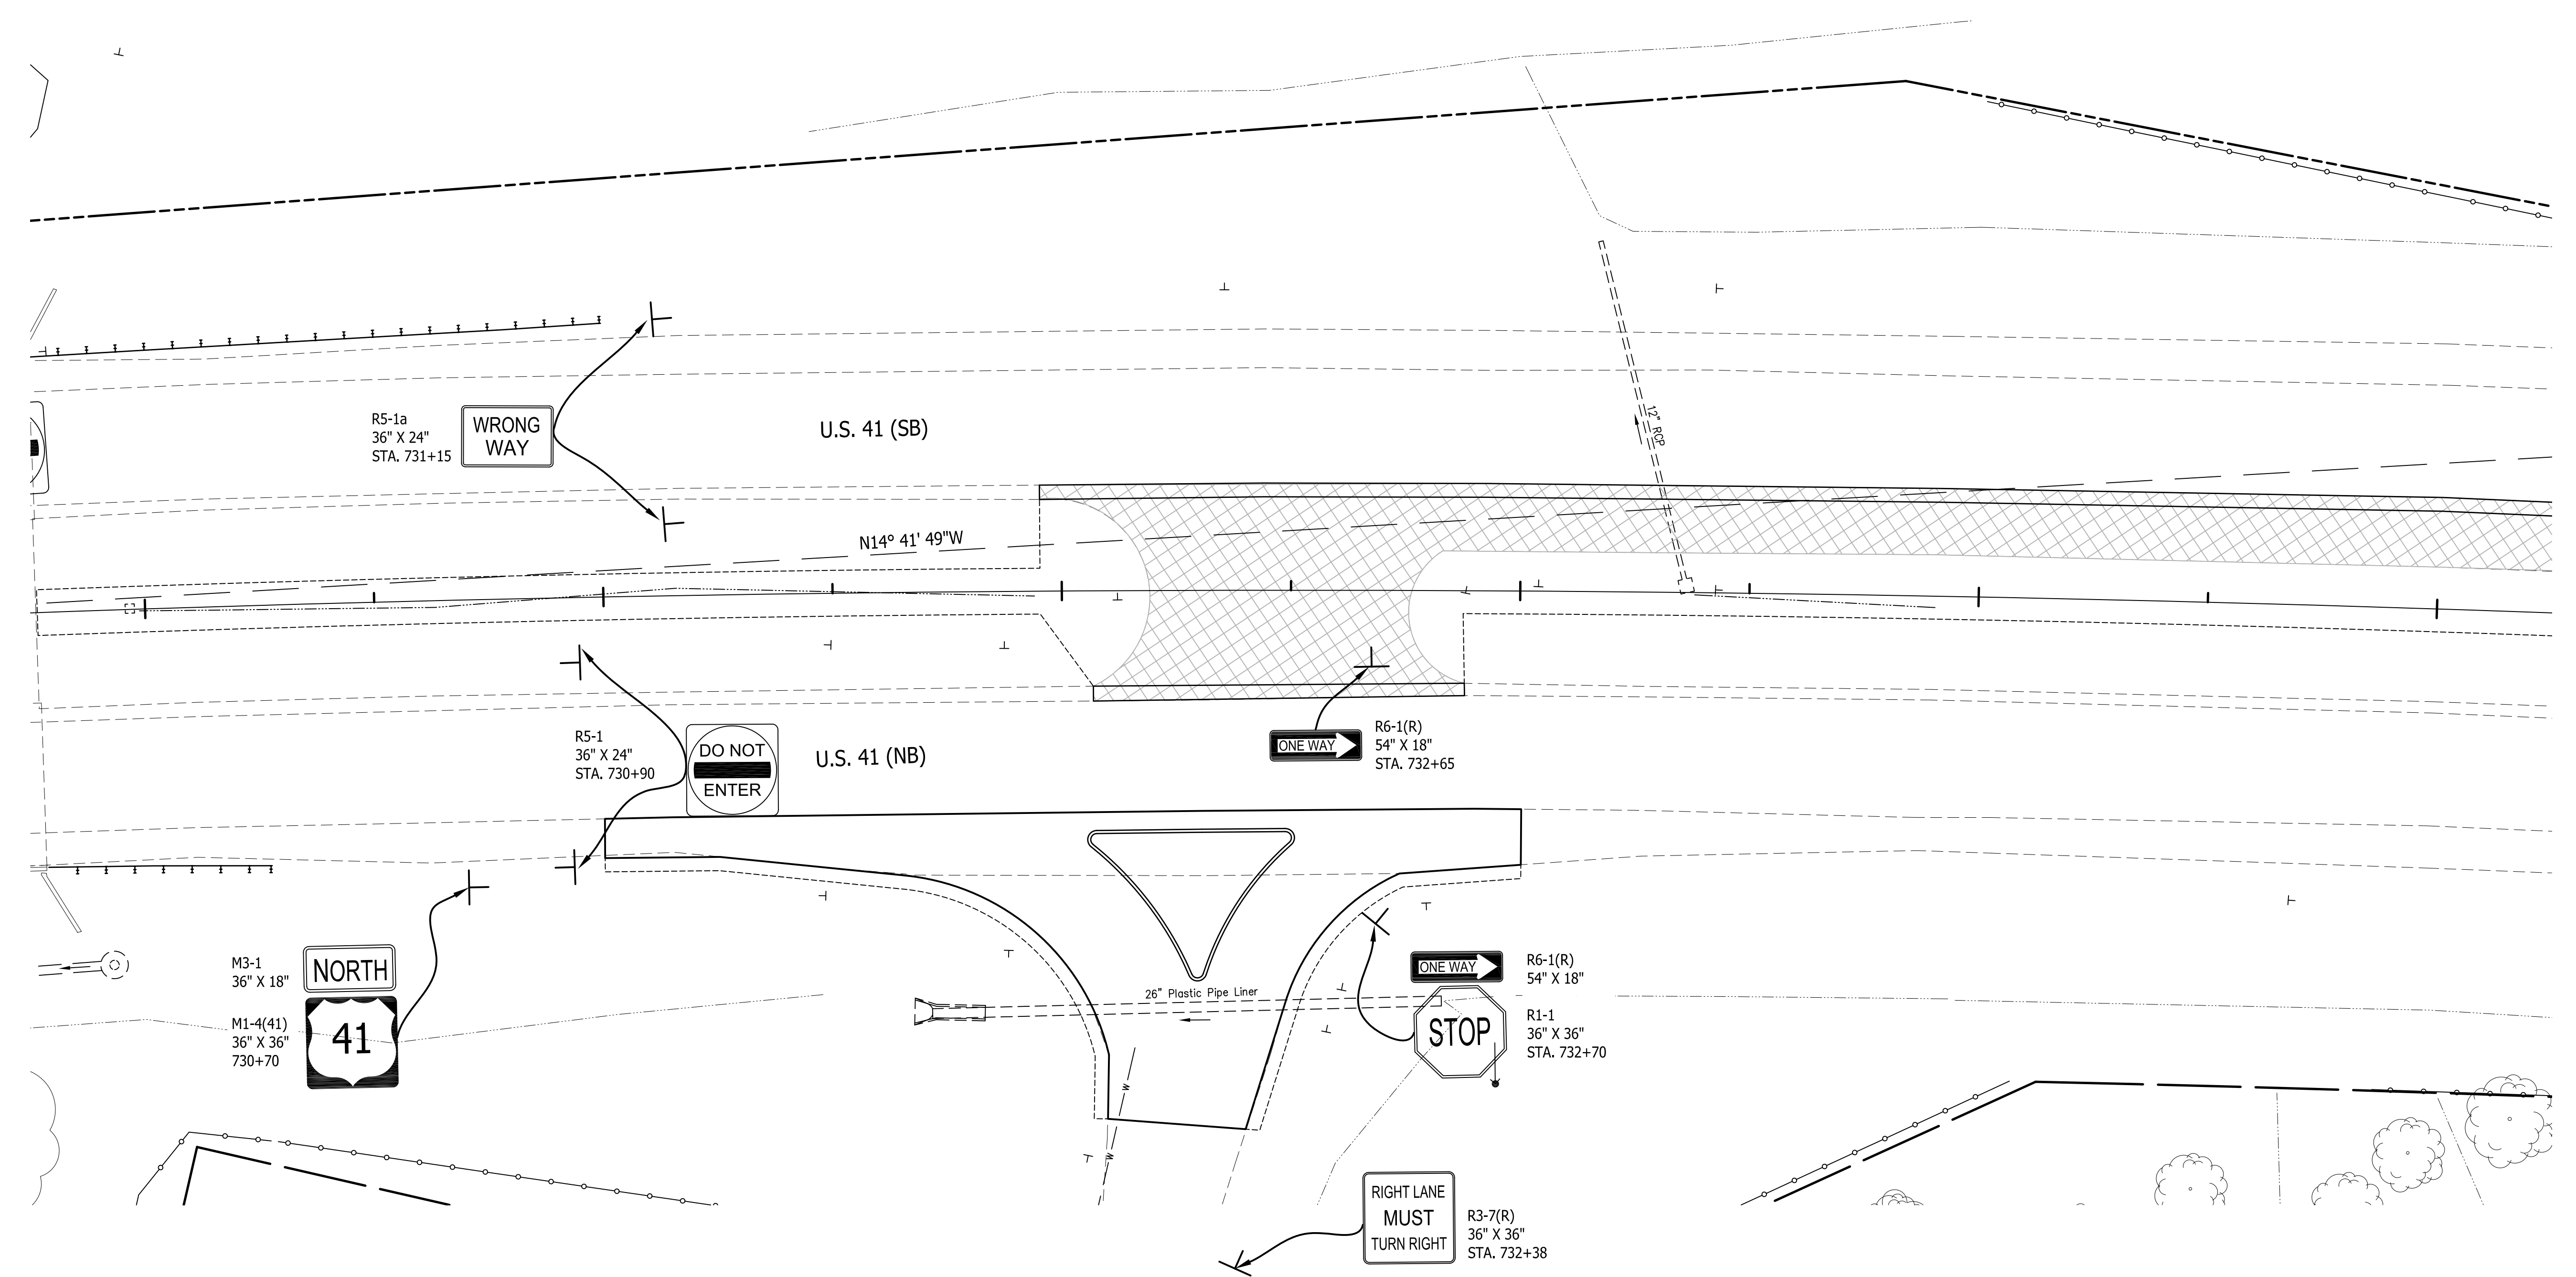 R5-1a
36" X 24"
STA. 731+15
WRONG
WAY
U.S. 41 (SB)
12" RCP
N14° 41' 49"W
R5-1
36" X 24"
STA. 730+90
DO NOT
ENTER
U.S. 41 (NB)
ONE WAY
R6-1(R)
54" X 18"
STA. 732+65
M3-1
36" X 18"
NORTH
M1-4(41)
36" X 36"
730+70
41
26" Plastic Pipe Liner
ONE WAY
R6-1(R)
54" X 18"
STOP
R1-1
36" X 36"
STA. 732+70
W
W
RIGHT LANE
MUST
TURN RIGHT
R3-7(R)
36" X 36"
STA. 732+38